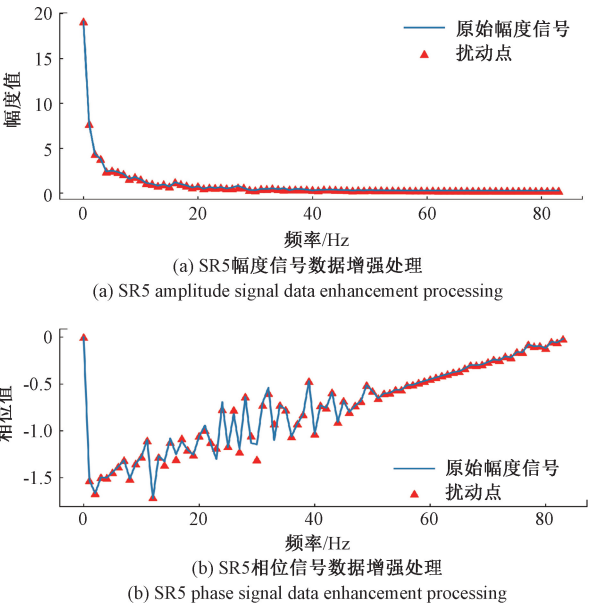 20
15
10
5
0
幅度值
原始幅度信号
扰动点
0 20 40 60 80
频率/Hz
(a) SR5幅度信号数据增强处理
(a) SR5 amplitude signal data enhancement processing
0
-0.5
-1.0
-1.5
相位值
原始幅度信号
扰动点
0 20 40 60 80
频率/Hz
(b) SR5相位信号数据增强处理
(b) SR5 phase signal data enhancement processing